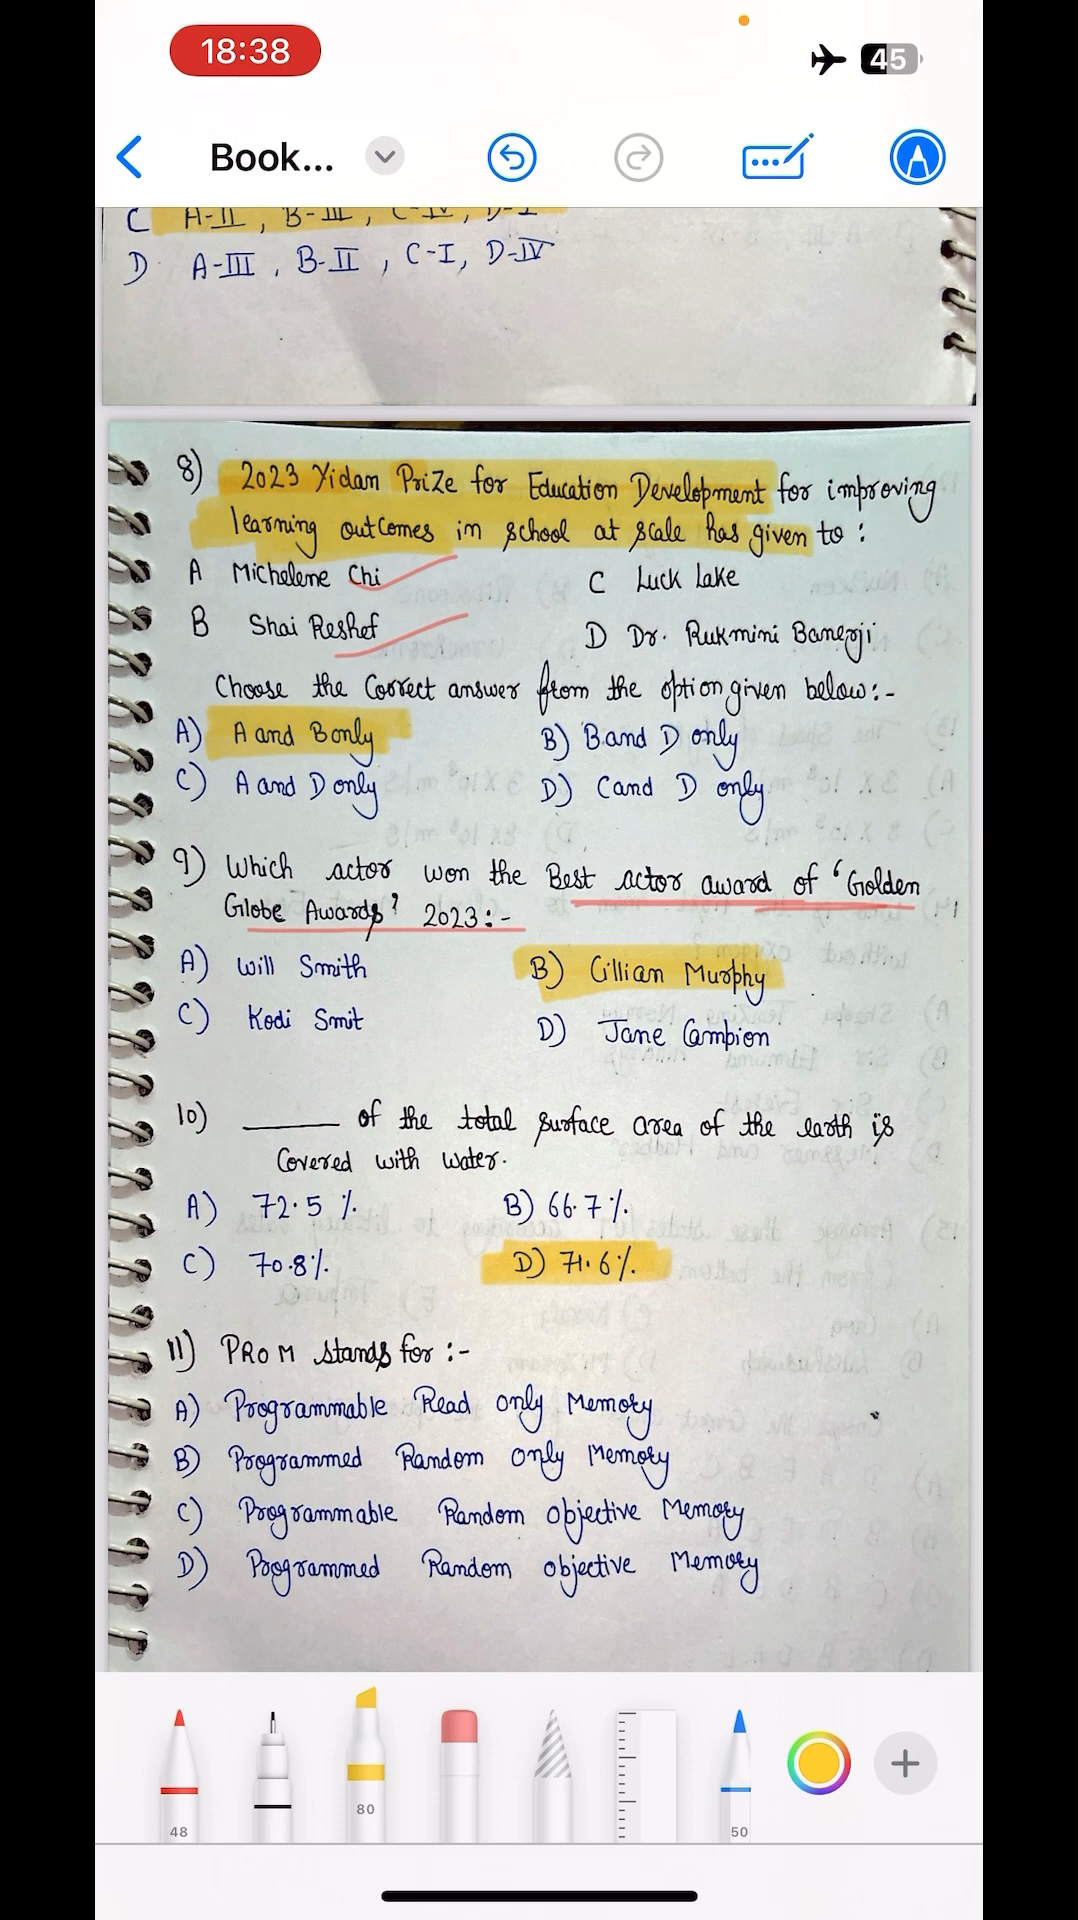 18:38
45
Book...
C A-II, B-III, C-IV, D-I
D A-III, B-II, C-I, D-IV
8) 2023 Yidan Prize for Education Development for improving
learning outcomes in school at scale has given to :
A Michelene Chi
C Luck Lake
B Shai Reshef
D Dr. Rukmini Banerji
Choose the Correct answer from the option given below:-
A) A and B only
B) B and D only
C) A and D only
D) C and D only
9) Which actor won the Best actor award of 'Golden
Globe Awards' 2023:-
A) Will Smith
B) Cillian Murphy
C) Kodi Smit
D) Jane Campion
10) ______ of the total surface area of the earth is
Covered with water.
A) 72.5 %.
B) 66.7 %.
C) 70.8%.
D) 71.6%.
11) PROM stands for :-
A) Programmable Read only Memory
B) Programmed Random only Memory
C) Programmable Random objective Memory
D) Programmed Random objective Memory
80
48
50